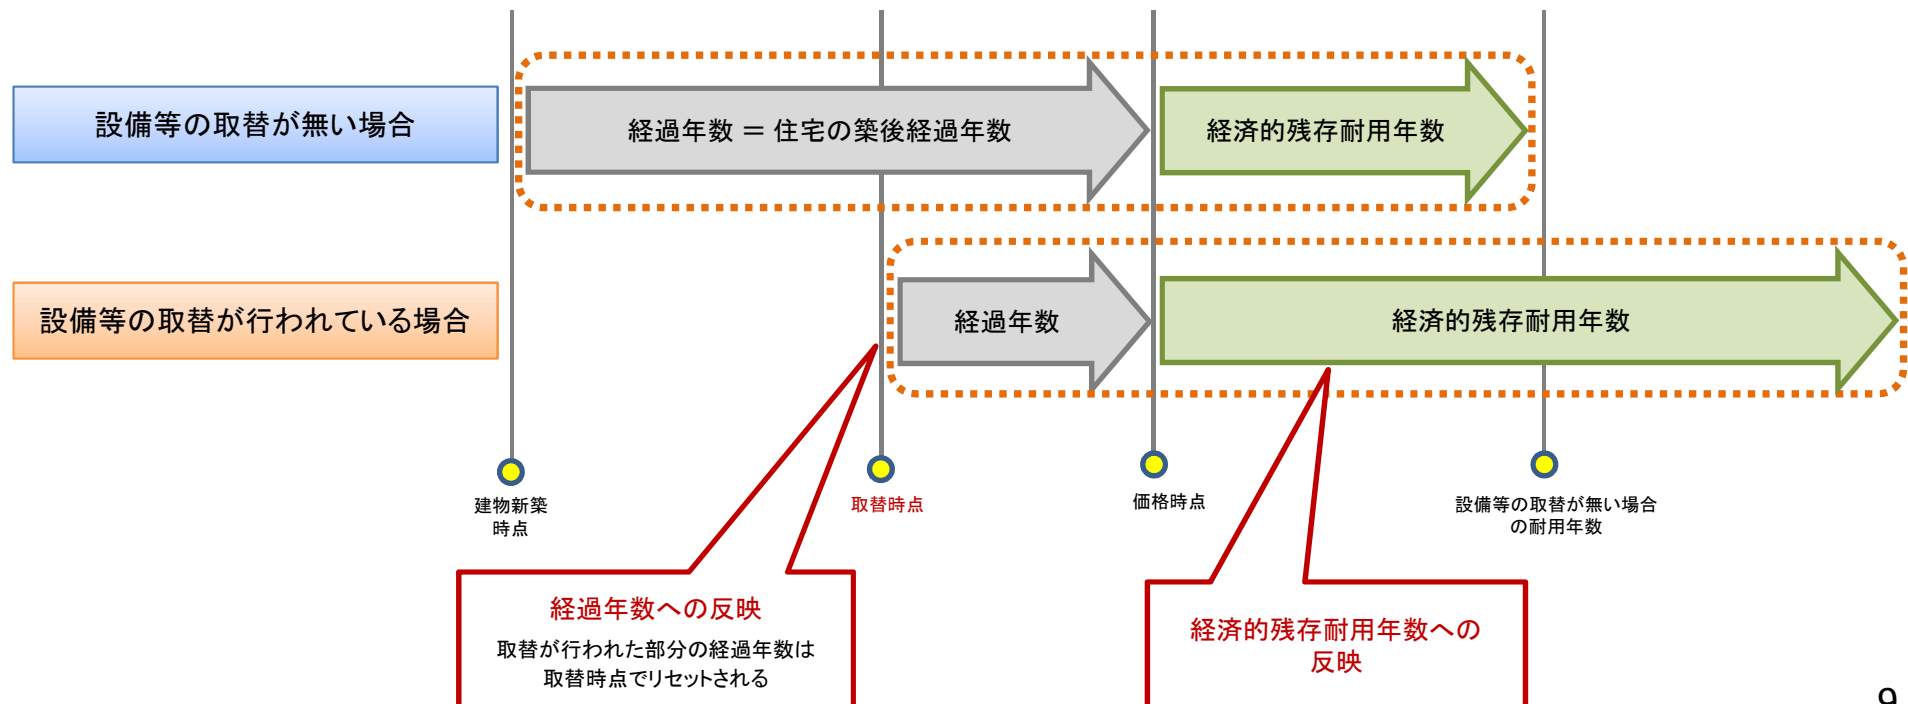 設備等の取替が無い場合
経過年数 ＝ 住宅の築後経過年数
経済的残存耐用年数
設備等の取替が行われている場合
経過年数
経済的残存耐用年数
建物新築
時点
取替時点
価格時点
設備等の取替が無い場合
の耐用年数
経過年数への反映
取替が行われた部分の経過年数は
取替時点でリセットされる
経済的残存耐用年数への
反映
9